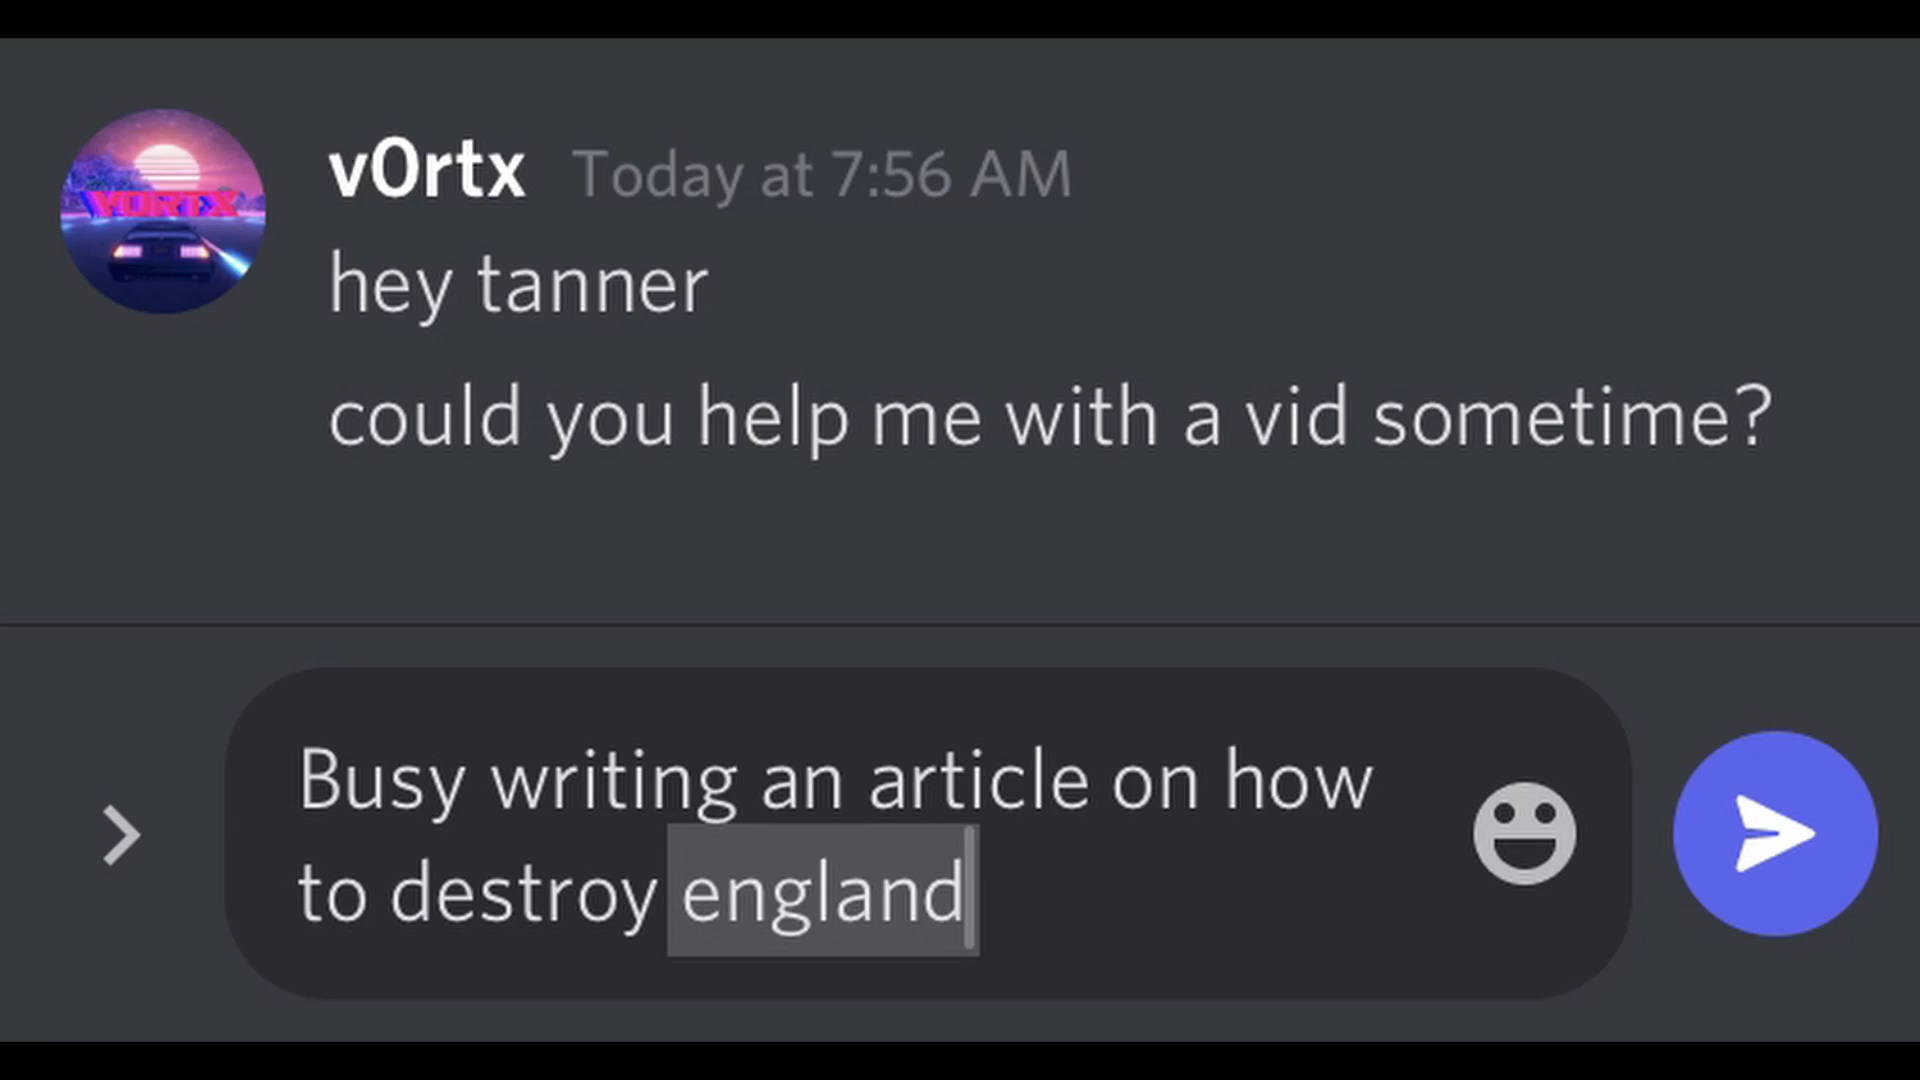 v0rtx Today at 7:56 AM
VORTX
hey tanner
could you help me with a vid sometime?
Busy writing an article on how
to destroy england